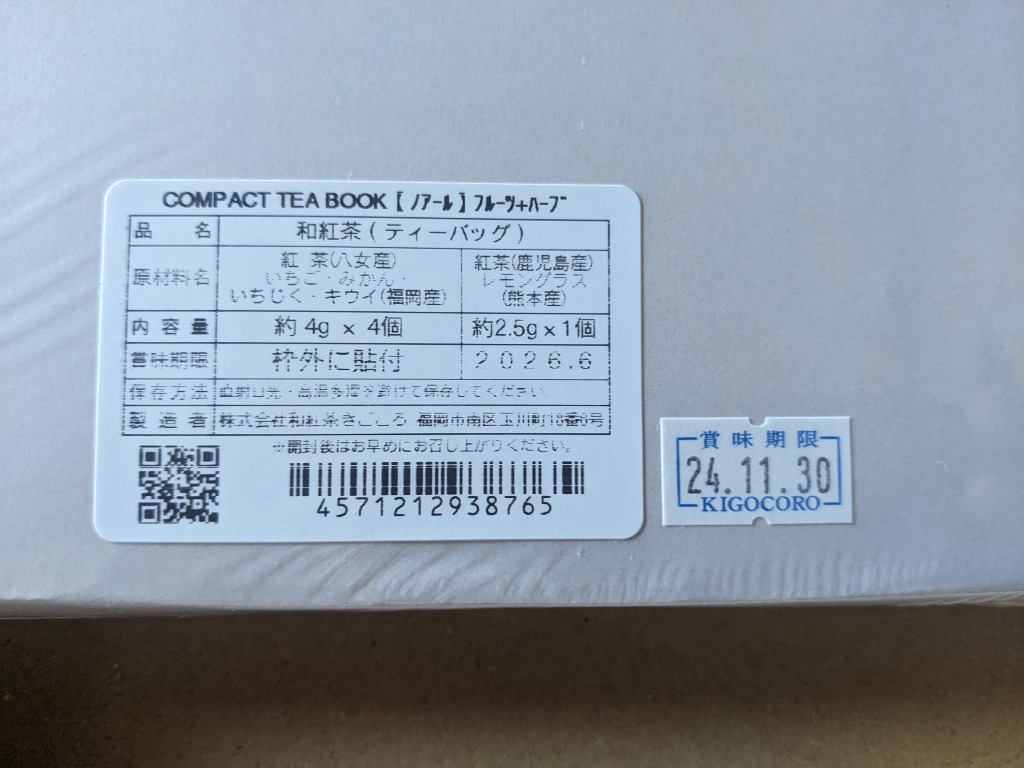 COMPACT TEA BOOK【ﾉｱｰﾙ】ﾌﾙｰﾂ+ﾊｰﾌﾞ
品名 和紅茶(ティーバッグ)
原材料名
紅 茶(八女産)
いちご・みかん・
いちじく・キウイ(福岡産)
紅茶(鹿児島産)
レモングラス
(熊本産)
内容量 約 4g × 4個 約2.5g×1個
賞味期限 枠外に貼付 2026.6
保存方法 直射日光・高温多湿を避けて保存してください
製造者 株式会社和紅茶きごころ 福岡市南区玉川町18番6号
※開封後はお早めにお召し上がりください。
4571212938765
賞味期限
24.11.30
KIGOCORO